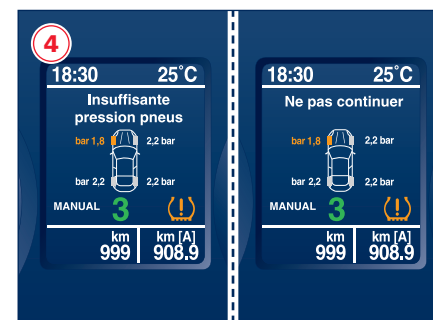 4
18:30 25°C
Insuffisante
pression pneus
bar 1,8 2,2 bar
bar 2,2 2,2 bar
MANUAL 3 (!)
km km [A]
999 908.9
18:30 25°C
Ne pas continuer
bar 1,8 2,2 bar
bar 2,2 2,2 bar
MANUAL 3 (!)
km km [A]
999 908.9